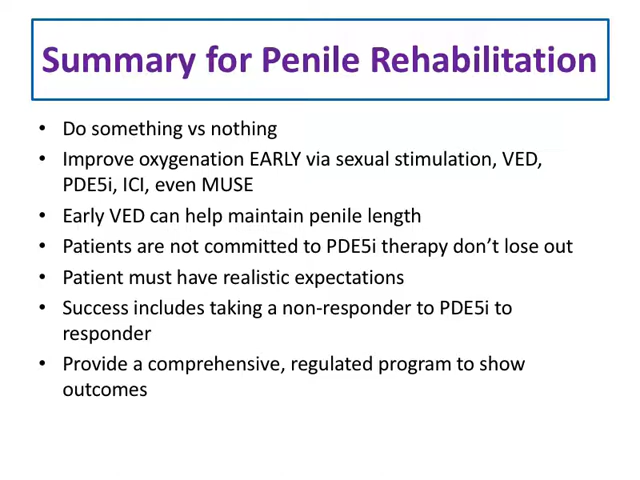 Summary for Penile Rehabilitation
• Do something vs nothing
• Improve oxygenation EARLY via sexual stimulation, VED,
PDE5i, ICI, even MUSE
• Early VED can help maintain penile length
• Patients are not committed to PDE5i therapy don't lose out
• Patient must have realistic expectations
• Success includes taking a non-responder to PDE5i to
responder
• Provide a comprehensive, regulated program to show
outcomes